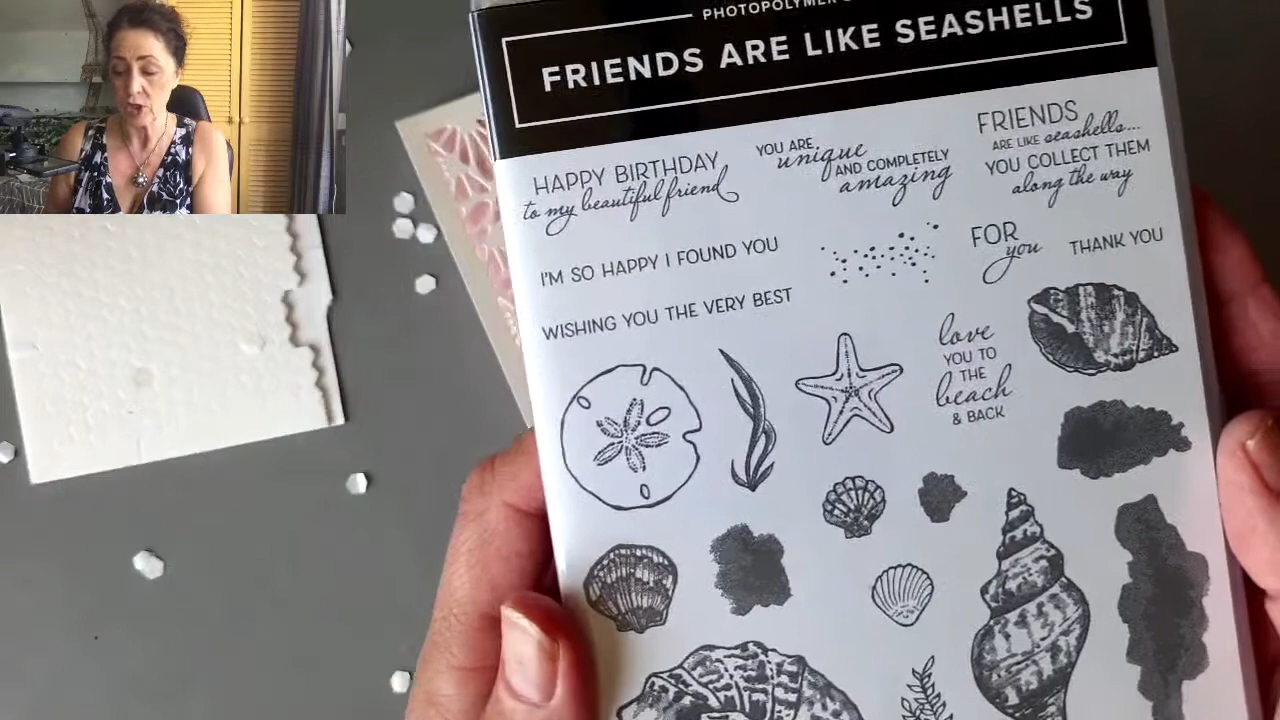 PHOTOPOLYMER
FRIENDS ARE LIKE SEASHELLS
HAPPY BIRTHDAY
to my beautiful friend
YOU ARE
unique
AND COMPLETELY
amazing
FRIENDS
ARE LIKE seashells...
YOU COLLECT THEM
along the way
I'M SO HAPPY I FOUND YOU
FOR
you
THANK YOU
WISHING YOU THE VERY BEST
love
YOU TO
THE
beach
& BACK